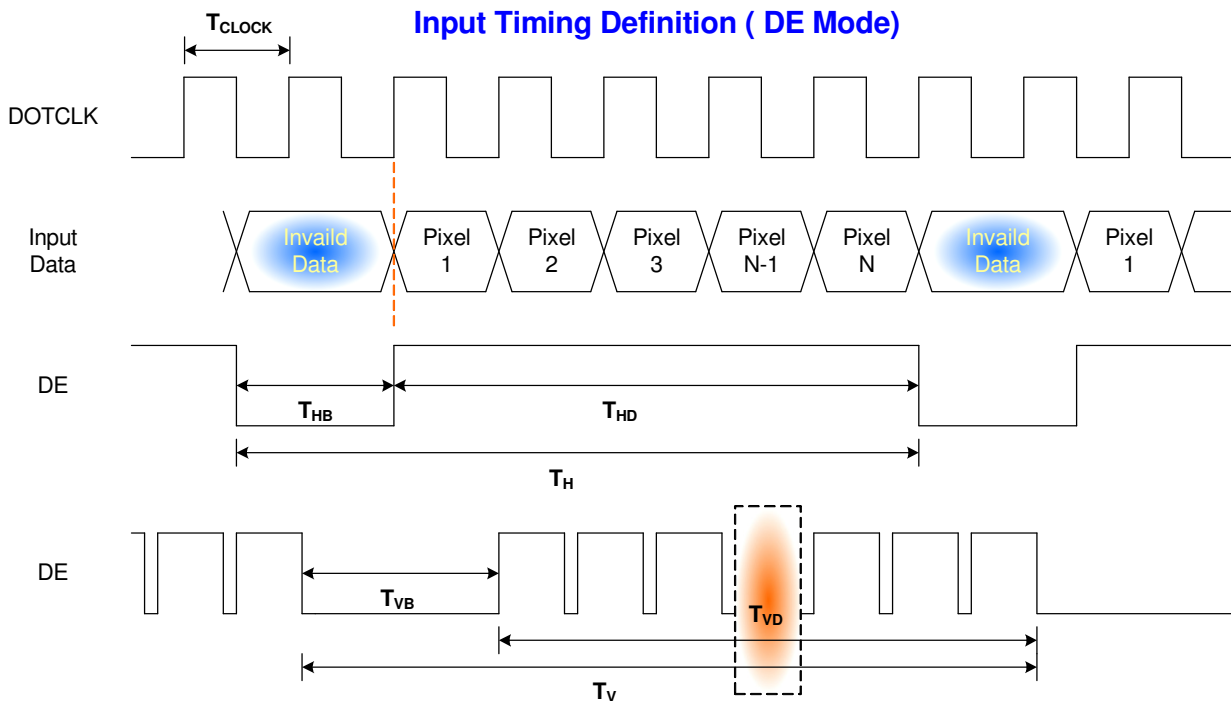 Input Timing Definition ( DE Mode)
TCLOCK
DOTCLK
Input
Data
Invaild
Data
Pixel
1
Pixel
2
Pixel
3
Pixel
N-1
Pixel
N
Invaild
Data
Pixel
1
DE
THB
THD
TH
DE
TVB
TVD
TV